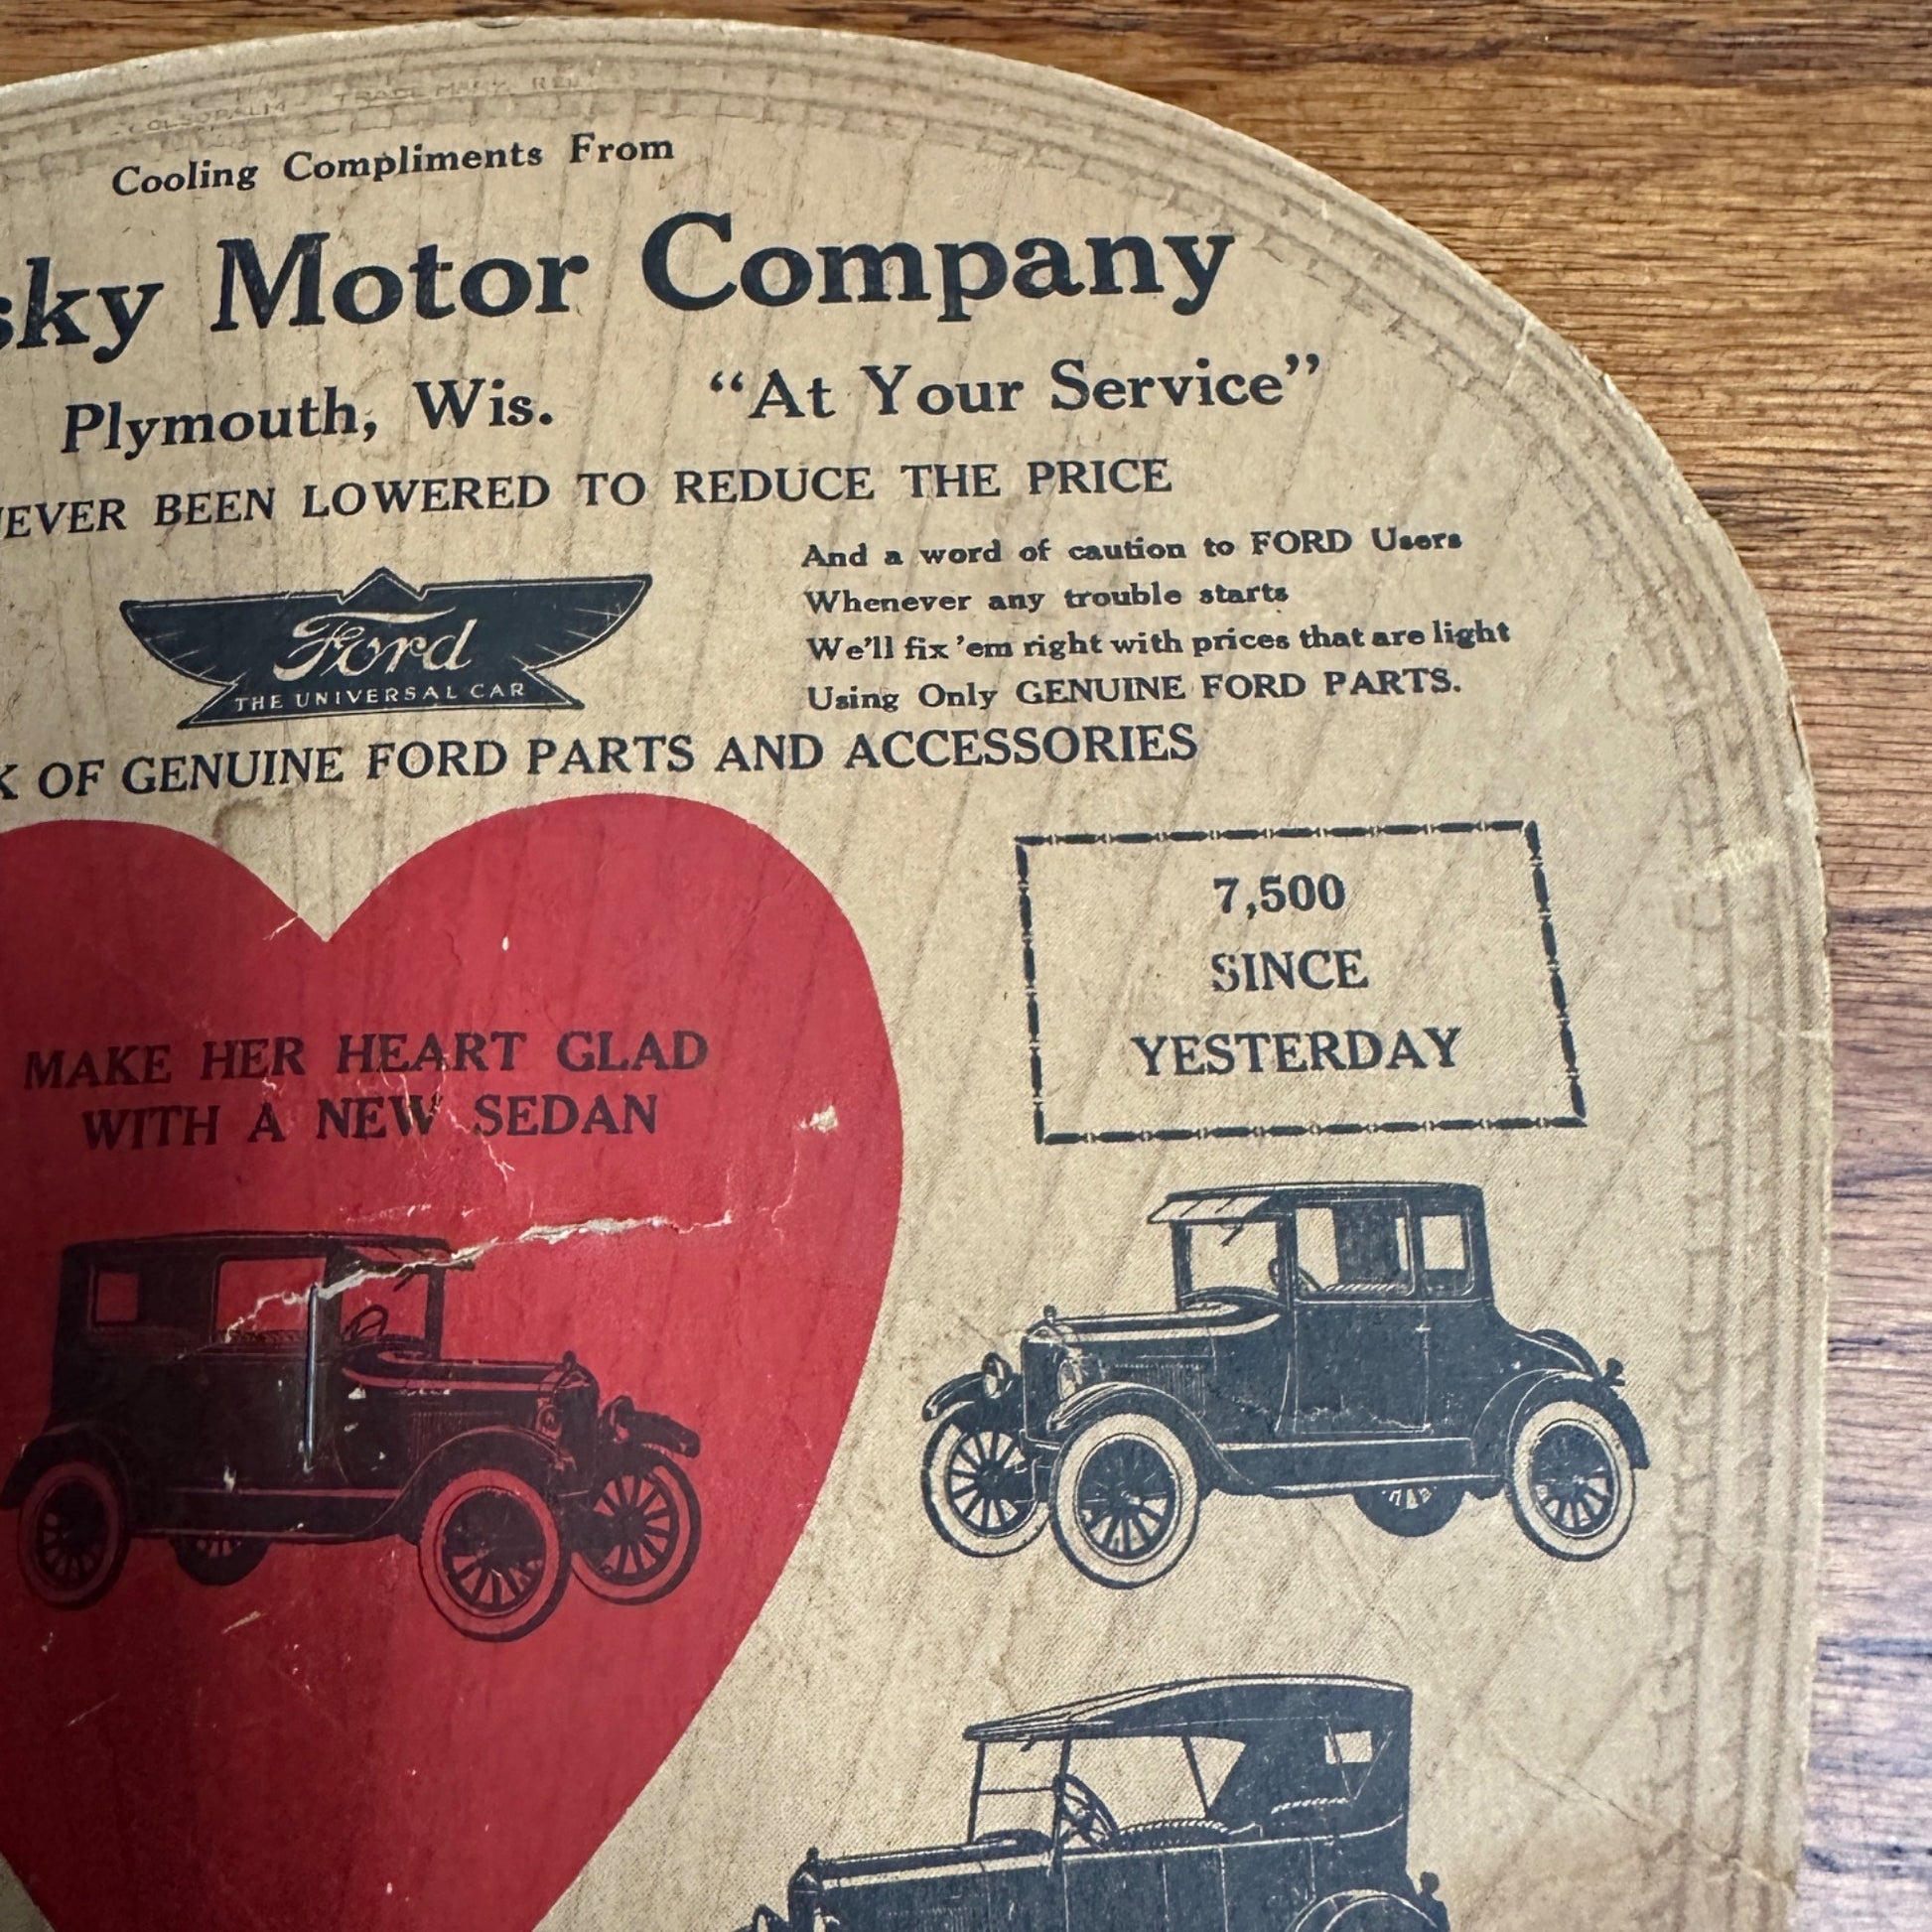 TRADE MARK REG.
Cooling Compliments From
sky Motor Company
Plymouth, Wis. “At Your Service”
EVER BEEN LOWERED TO REDUCE THE PRICE
Ford
THE UNIVERSAL CAR
And a word of caution to FORD Users
Whenever any trouble starts
We'll fix 'em right with prices that are light
Using Only GENUINE FORD PARTS.
K OF GENUINE FORD PARTS AND ACCESSORIES
MAKE HER HEART GLAD
WITH A NEW SEDAN
7,500
SINCE
YESTERDAY